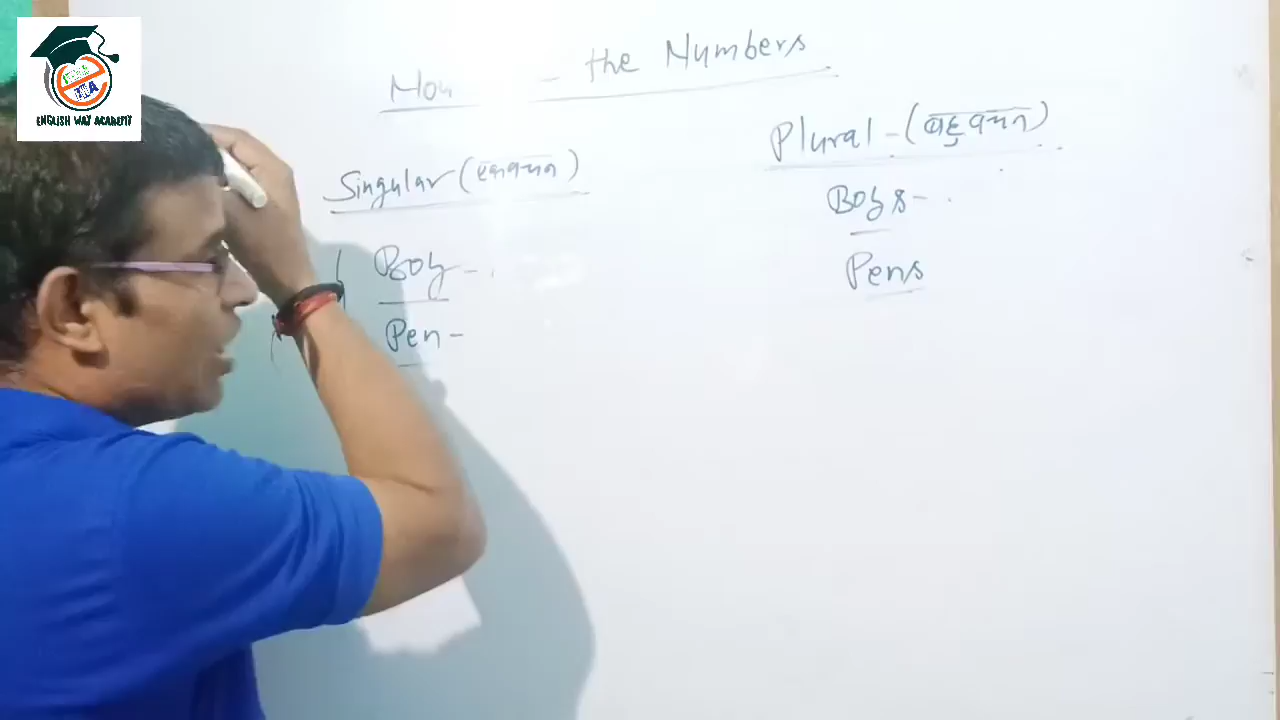 ENGLISH WAY ACADEMY
Nou - the Numbers
Singular (एकवचन)
Plural - (बहुवचन)
Boy -
Boys -
Pen -
Pens